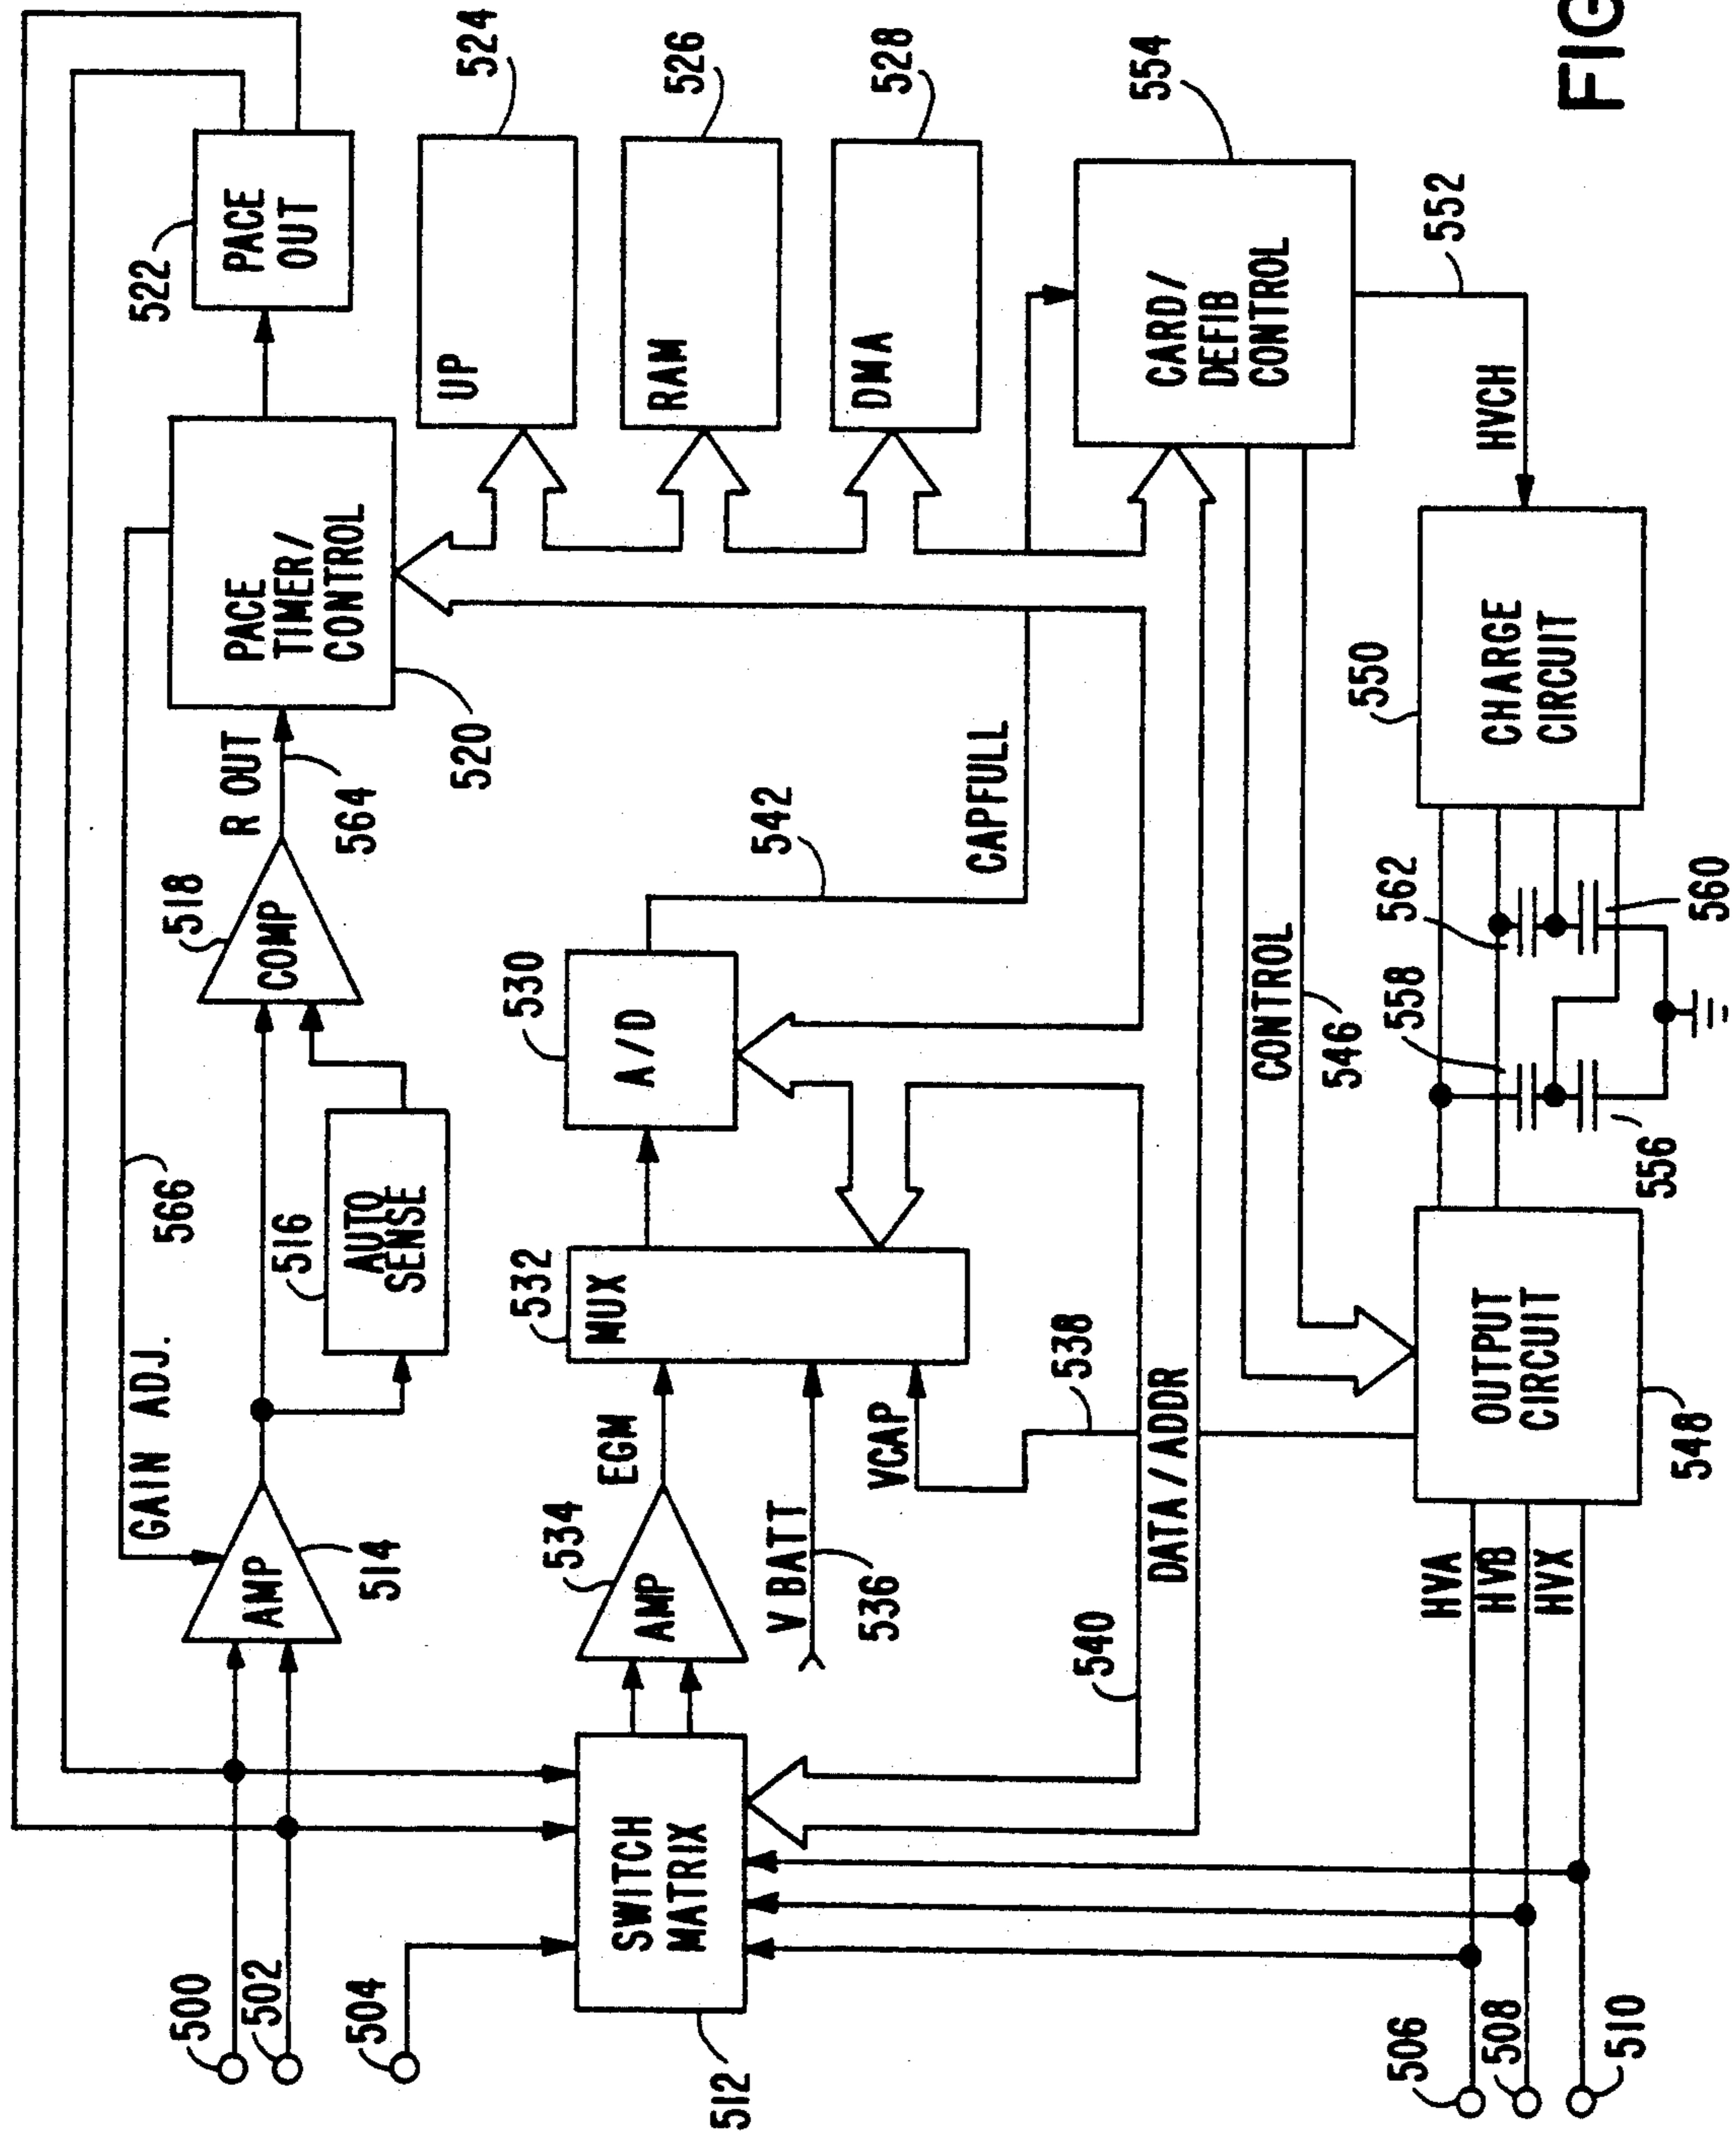 500
502
504
506
508
510
512
SWITCH
MATRIX
GAIN ADJ.
566
AMP
514
516
AUTO
SENSE
518
COMP
R OUT
564
PACE
TIMER/
CONTROL
520
522
PACE
OUT
UP
524
RAM
526
DMA
528
534
AMP
EGM
V BATT
536
VCAP
538
532
MUX
530
A/D
542
CAPFULL
540
DATA/ADDR
CONTROL
546
CARD/
DEFIB
CONTROL
554
552
HVCH
550
CHARGE
CIRCUIT
562
560
558
556
OUTPUT
CIRCUIT
548
HVA
HVB
HVX
FIG